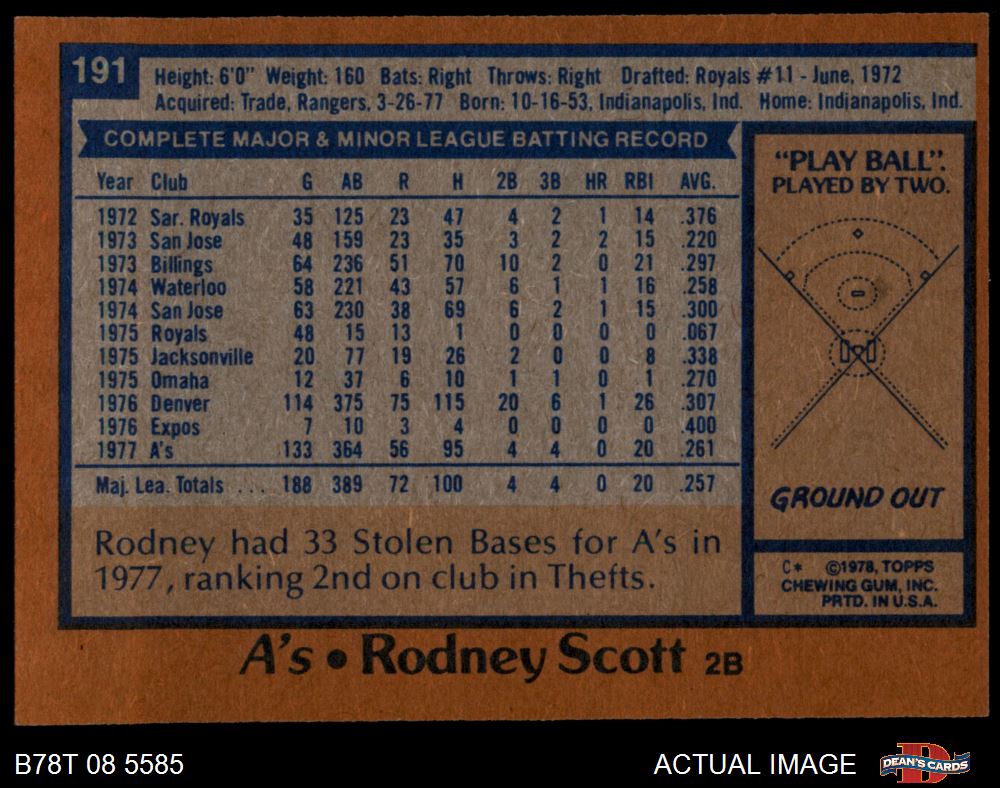 191
Height: 6'0" Weight: 160 Bats: Right Throws: Right Drafted: Royals #11 - June, 1972
Acquired: Trade, Rangers, 3-26-77 Born: 10-16-53, Indianapolis, Ind. Home: Indianapolis, Ind.
COMPLETE MAJOR & MINOR LEAGUE BATTING RECORD
Year Club G AB R H 2B 3B HR RBI AVG.
1972 Sar. Royals 35 125 23 47 4 2 1 14 .376
1973 San Jose 48 159 23 35 3 2 2 15 .220
1973 Billings 64 236 51 70 10 2 0 21 .297
1974 Waterloo 58 221 43 57 6 1 1 16 .258
1974 San Jose 63 230 38 69 6 2 1 15 .300
1975 Royals 48 15 13 1 0 0 0 0 .067
1975 Jacksonville 20 77 19 26 2 0 0 8 .338
1975 Omaha 12 37 6 10 1 1 0 1 .270
1976 Denver 114 375 75 115 20 6 1 26 .307
1976 Expos 7 10 3 4 0 0 0 0 .400
1977 A's 133 364 56 95 4 4 0 20 .261
Maj. Lea. Totals ... 188 389 72 100 4 4 0 20 .257
Rodney had 33 Stolen Bases for A's in
1977, ranking 2nd on club in Thefts.
"PLAY BALL".
PLAYED BY TWO.
GROUND OUT
C* ©1978, TOPPS
CHEWING GUM, INC.
PRTD. IN U.S.A.
A's • Rodney Scott 2B
B78T 08 5585
ACTUAL IMAGE
DEAN'S CARDS